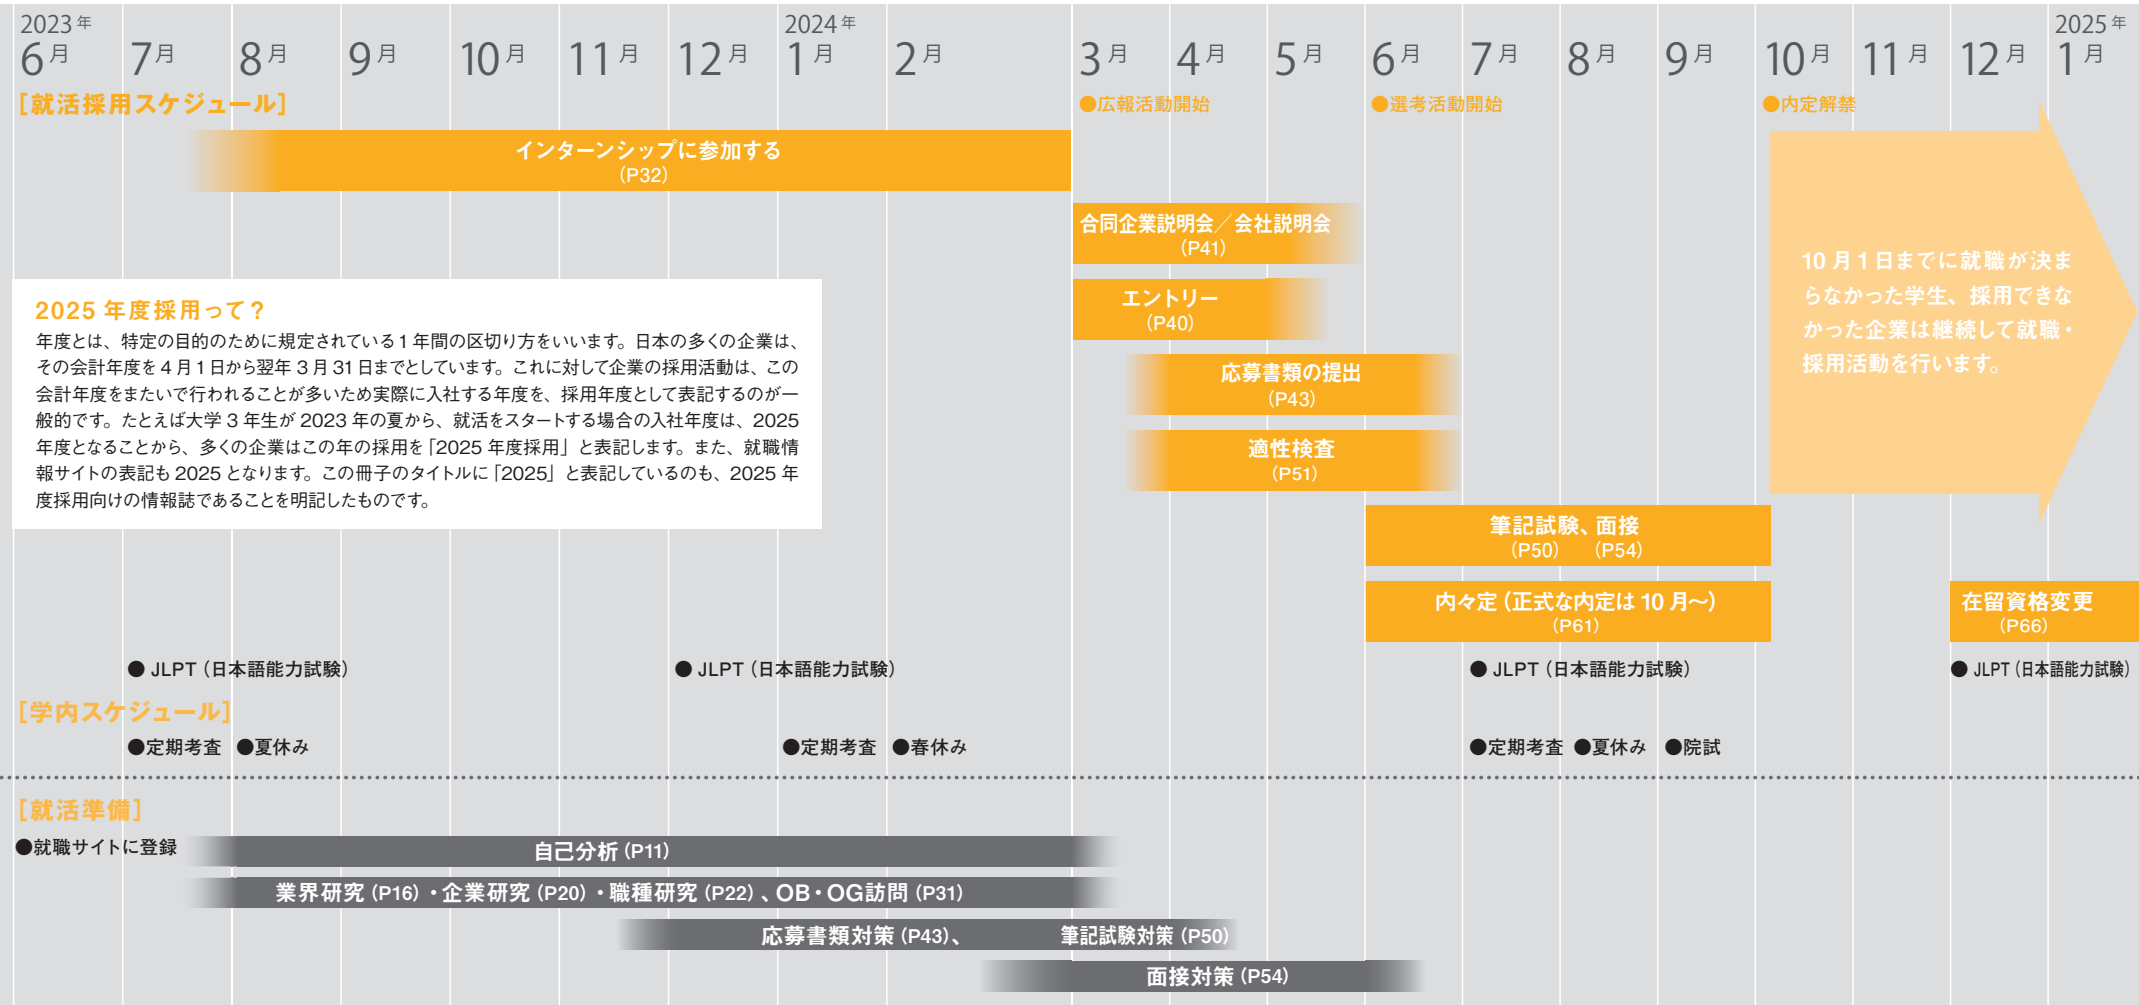 2023年
2024年
2025年
6月
7月
8月
9月
10月
11月
12月
1月
2月
3月
4月
5月
6月
7月
8月
9月
10月
11月
12月
1月
［就活採用スケジュール］
●広報活動開始
●選考活動開始
●内定解禁
インターンシップに参加する
（P32）
合同企業説明会／会社説明会
（P41）
エントリー
（P40）
応募書類の提出
（P43）
適性検査
（P51）
筆記試験、面接
（P50）　（P54）
内々定（正式な内定は10月〜）
（P61）
在留資格変更
（P66）
10月1日までに就職が決ま
らなかった学生、採用できな
かった企業は継続して就職・
採用活動を行います。
2025年度採用って？
年度とは、特定の目的のために規定されている1年間の区切り方をいいます。日本の多くの企業は、
その会計年度を4月1日から翌年3月31日までとしています。これに対して企業の採用活動は、この
会計年度をまたいで行われることが多いため実際に入社する年度を、採用年度として表記するのが一
般的です。たとえば大学3年生が2023年の夏から、就活をスタートする場合の入社年度は、2025
年度となることから、多くの企業はこの年の採用を「2025年度採用」と表記します。また、就職情
報サイトの表記も2025となります。この冊子のタイトルに「2025」と表記しているのも、2025年
度採用向けの情報誌であることを明記したものです。
●JLPT（日本語能力試験）
●JLPT（日本語能力試験）
●JLPT（日本語能力試験）
●JLPT（日本語能力試験）
［学内スケジュール］
●定期考査
●夏休み
●定期考査
●春休み
●定期考査
●夏休み
●院試
［就活準備］
●就職サイトに登録
自己分析（P11）
業界研究（P16）・企業研究（P20）・職種研究（P22）、OB・OG訪問（P31）
応募書類対策（P43）、　筆記試験対策（P50）
面接対策（P54）